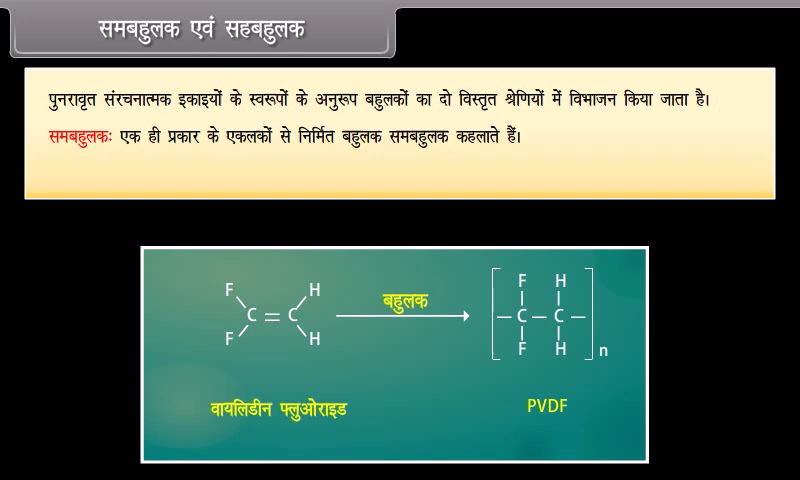 समबहुलक एवं सहबहुलक
पुनरावृत संरचनात्मक इकाइयों के स्वरूपों के अनुरूप बहुलकों का दो विस्तृत श्रेणियों में विभाजन किया जाता है।
समबहुलकः एक ही प्रकार के एकलकों से निर्मित बहुलक समबहुलक कहलाते हैं।
F H F H
बहुलक
C = C — C — C —
F H F H n
वायलिडीन फ्लुओराइड PVDF